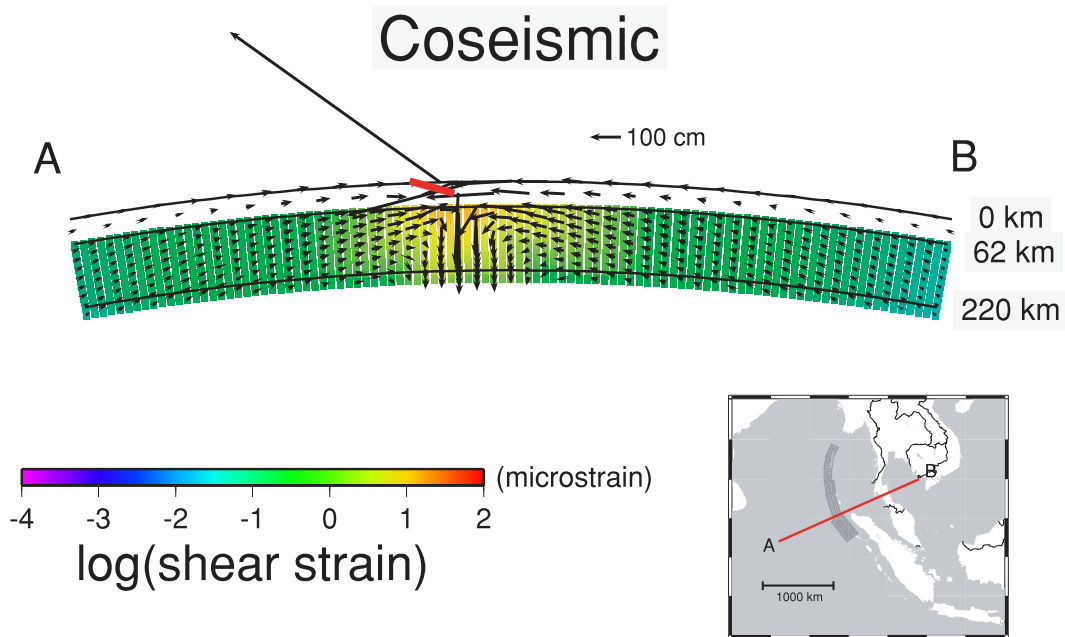 Coseismic
A
100 cm
B
0 km
62 km
220 km
(microstrain)
-4 -3 -2 -1 0 1 2
log(shear strain)
B
A
1000 km